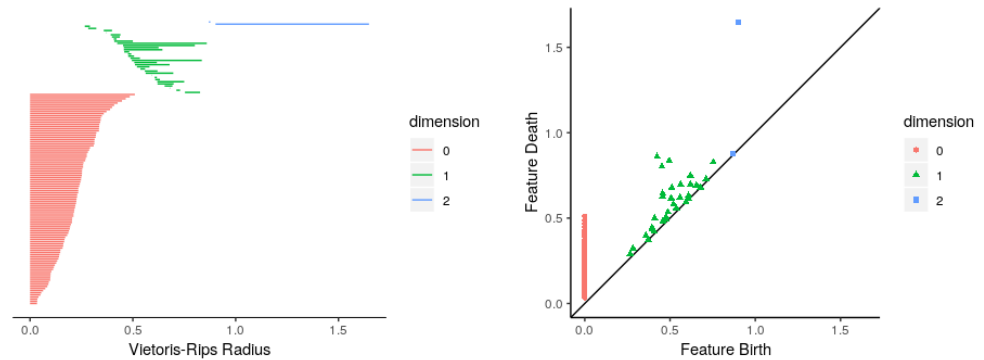 dimension
0
1
2
0.0 0.5 1.0 1.5
Vietoris-Rips Radius
Feature Death
1.5
1.0
0.5
0.0
0.0 0.5 1.0 1.5
Feature Birth
dimension
0
1
2